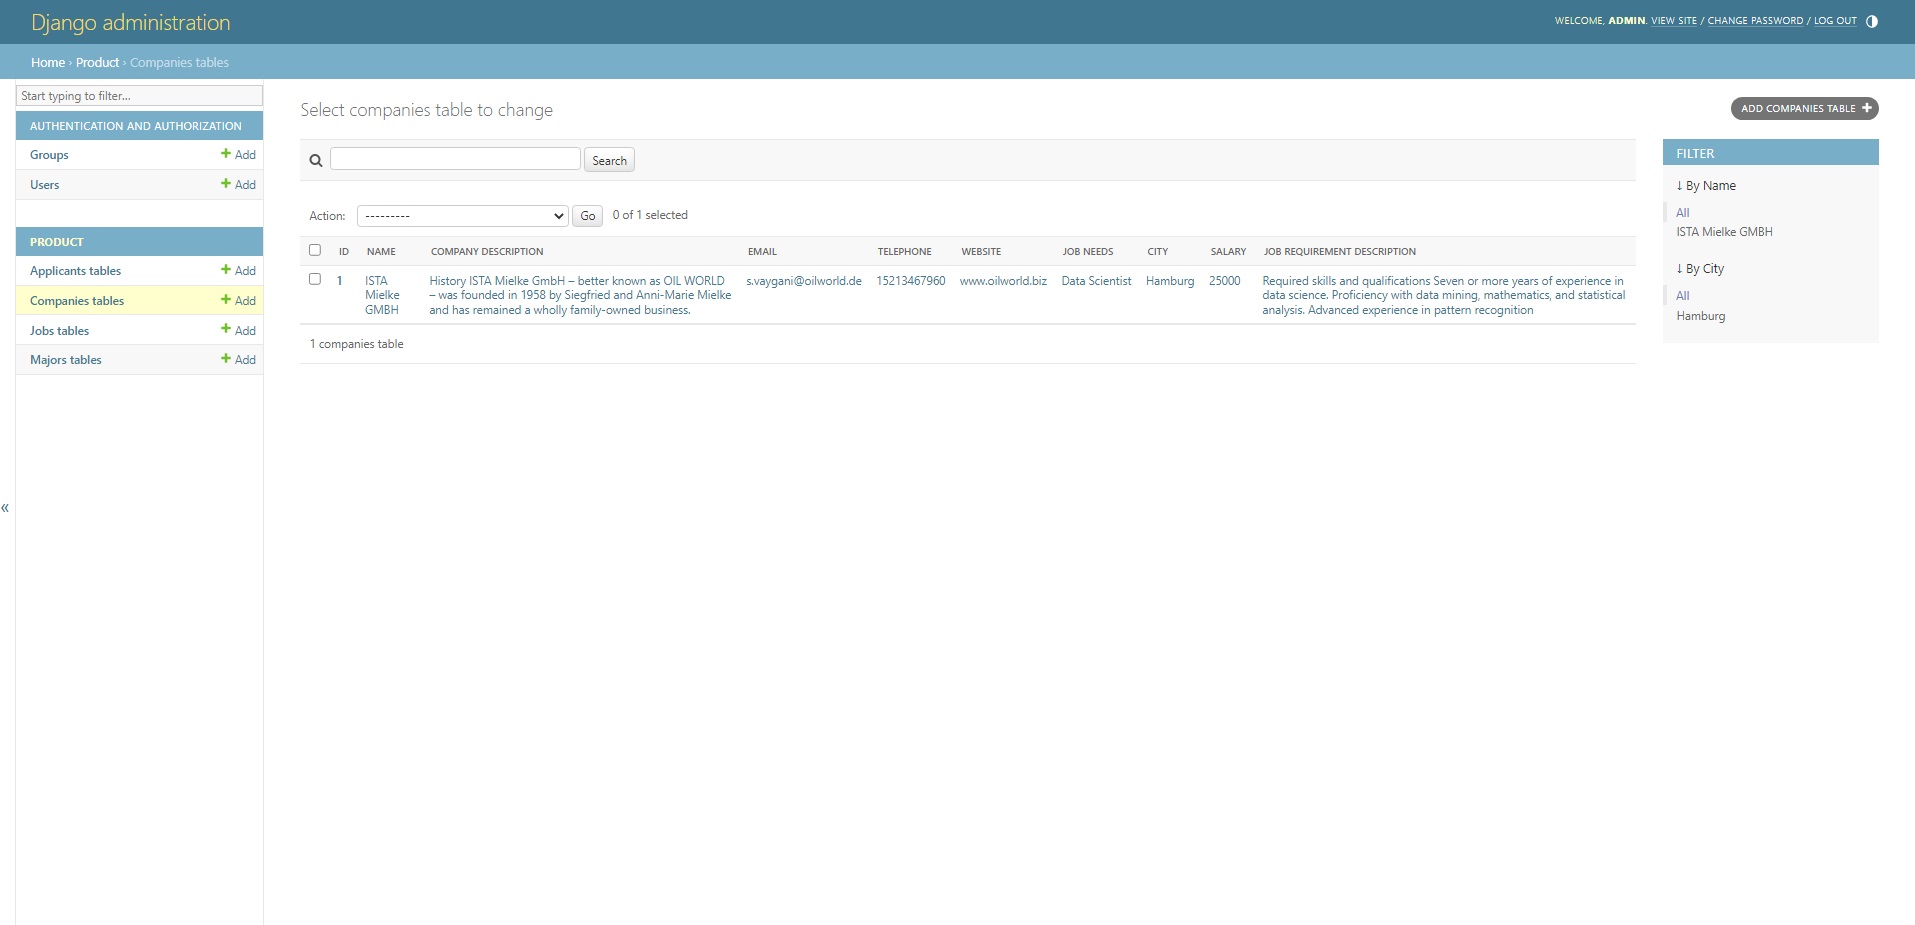 Django administration
WELCOME, ADMIN. VIEW SITE / CHANGE PASSWORD / LOG OUT
Home › Product › Companies tables
Start typing to filter...
AUTHENTICATION AND AUTHORIZATION
Groups + Add
Users + Add
PRODUCT
Applicants tables + Add
Companies tables + Add
Jobs tables + Add
Majors tables + Add
«
Select companies table to change
ADD COMPANIES TABLE +
Search
Action: --------- Go 0 of 1 selected
ID NAME COMPANY DESCRIPTION EMAIL TELEPHONE WEBSITE JOB NEEDS CITY SALARY JOB REQUIREMENT DESCRIPTION
1 ISTA History ISTA Mielke GmbH – better known as OIL WORLD s.vaygani@oilworld.de 15213467960 www.oilworld.biz Data Scientist Hamburg 25000 Required skills and qualifications Seven or more years of experience in
Mielke – was founded in 1958 by Siegfried and Anni-Marie Mielke data science. Proficiency with data mining, mathematics, and statistical
GMBH and has remained a wholly family-owned business. analysis. Advanced experience in pattern recognition
1 companies table
FILTER
↓ By Name
All
ISTA Mielke GMBH
↓ By City
All
Hamburg